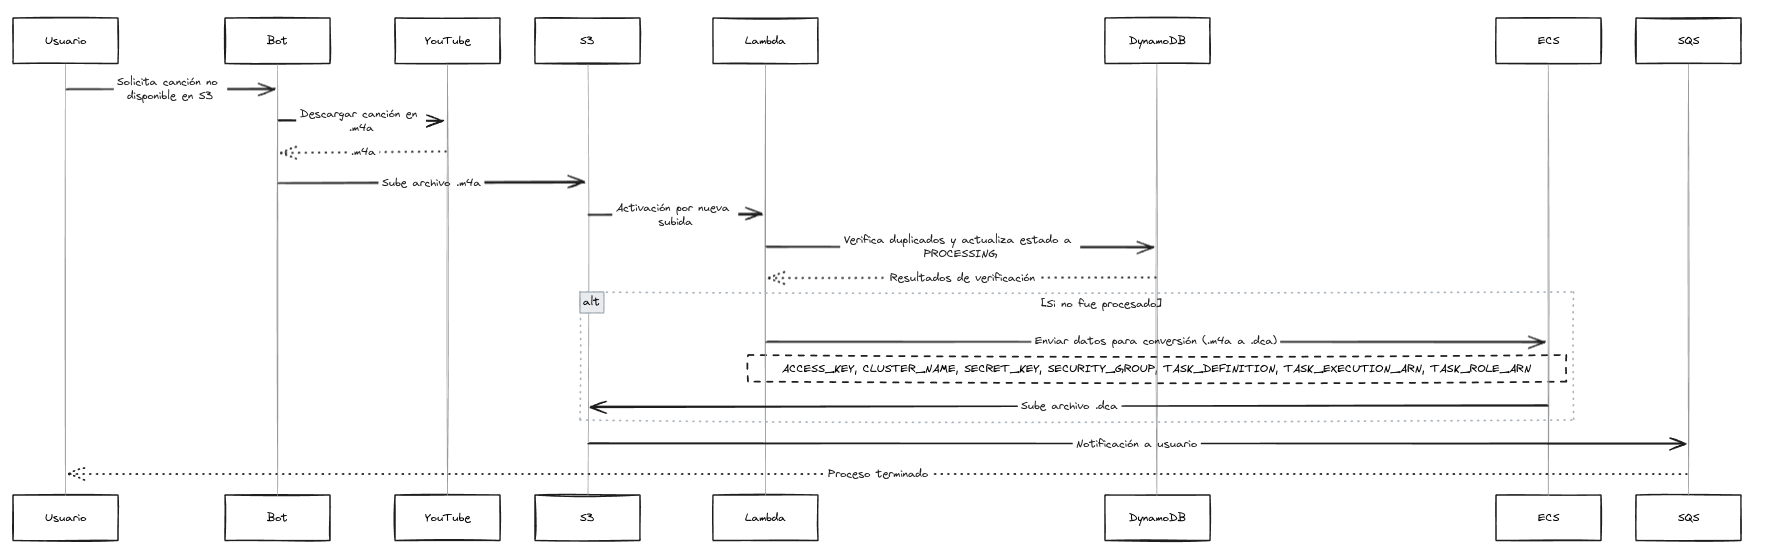 Usuario
Bot
YouTube
S3
Lambda
DynamoDB
ECS
SQS
Solicita canción no
disponible en S3
Descargar canción en
.m4a
.m4a
Sube archivo .m4a
Activación por nueva
subida
Verifica duplicados y actualiza estado a
PROCESSING
Resultados de verificación
alt
[Si no fue procesado]
Enviar datos para conversión (.m4a a .dca)
ACCESS_KEY, CLUSTER_NAME, SECRET_KEY, SECURITY_GROUP, TASK_DEFINITION, TASK_EXECUTION_ARN, TASK_ROLE_ARN
Sube archivo .dca
Notificación a usuario
Proceso terminado
Usuario
Bot
YouTube
S3
Lambda
DynamoDB
ECS
SQS